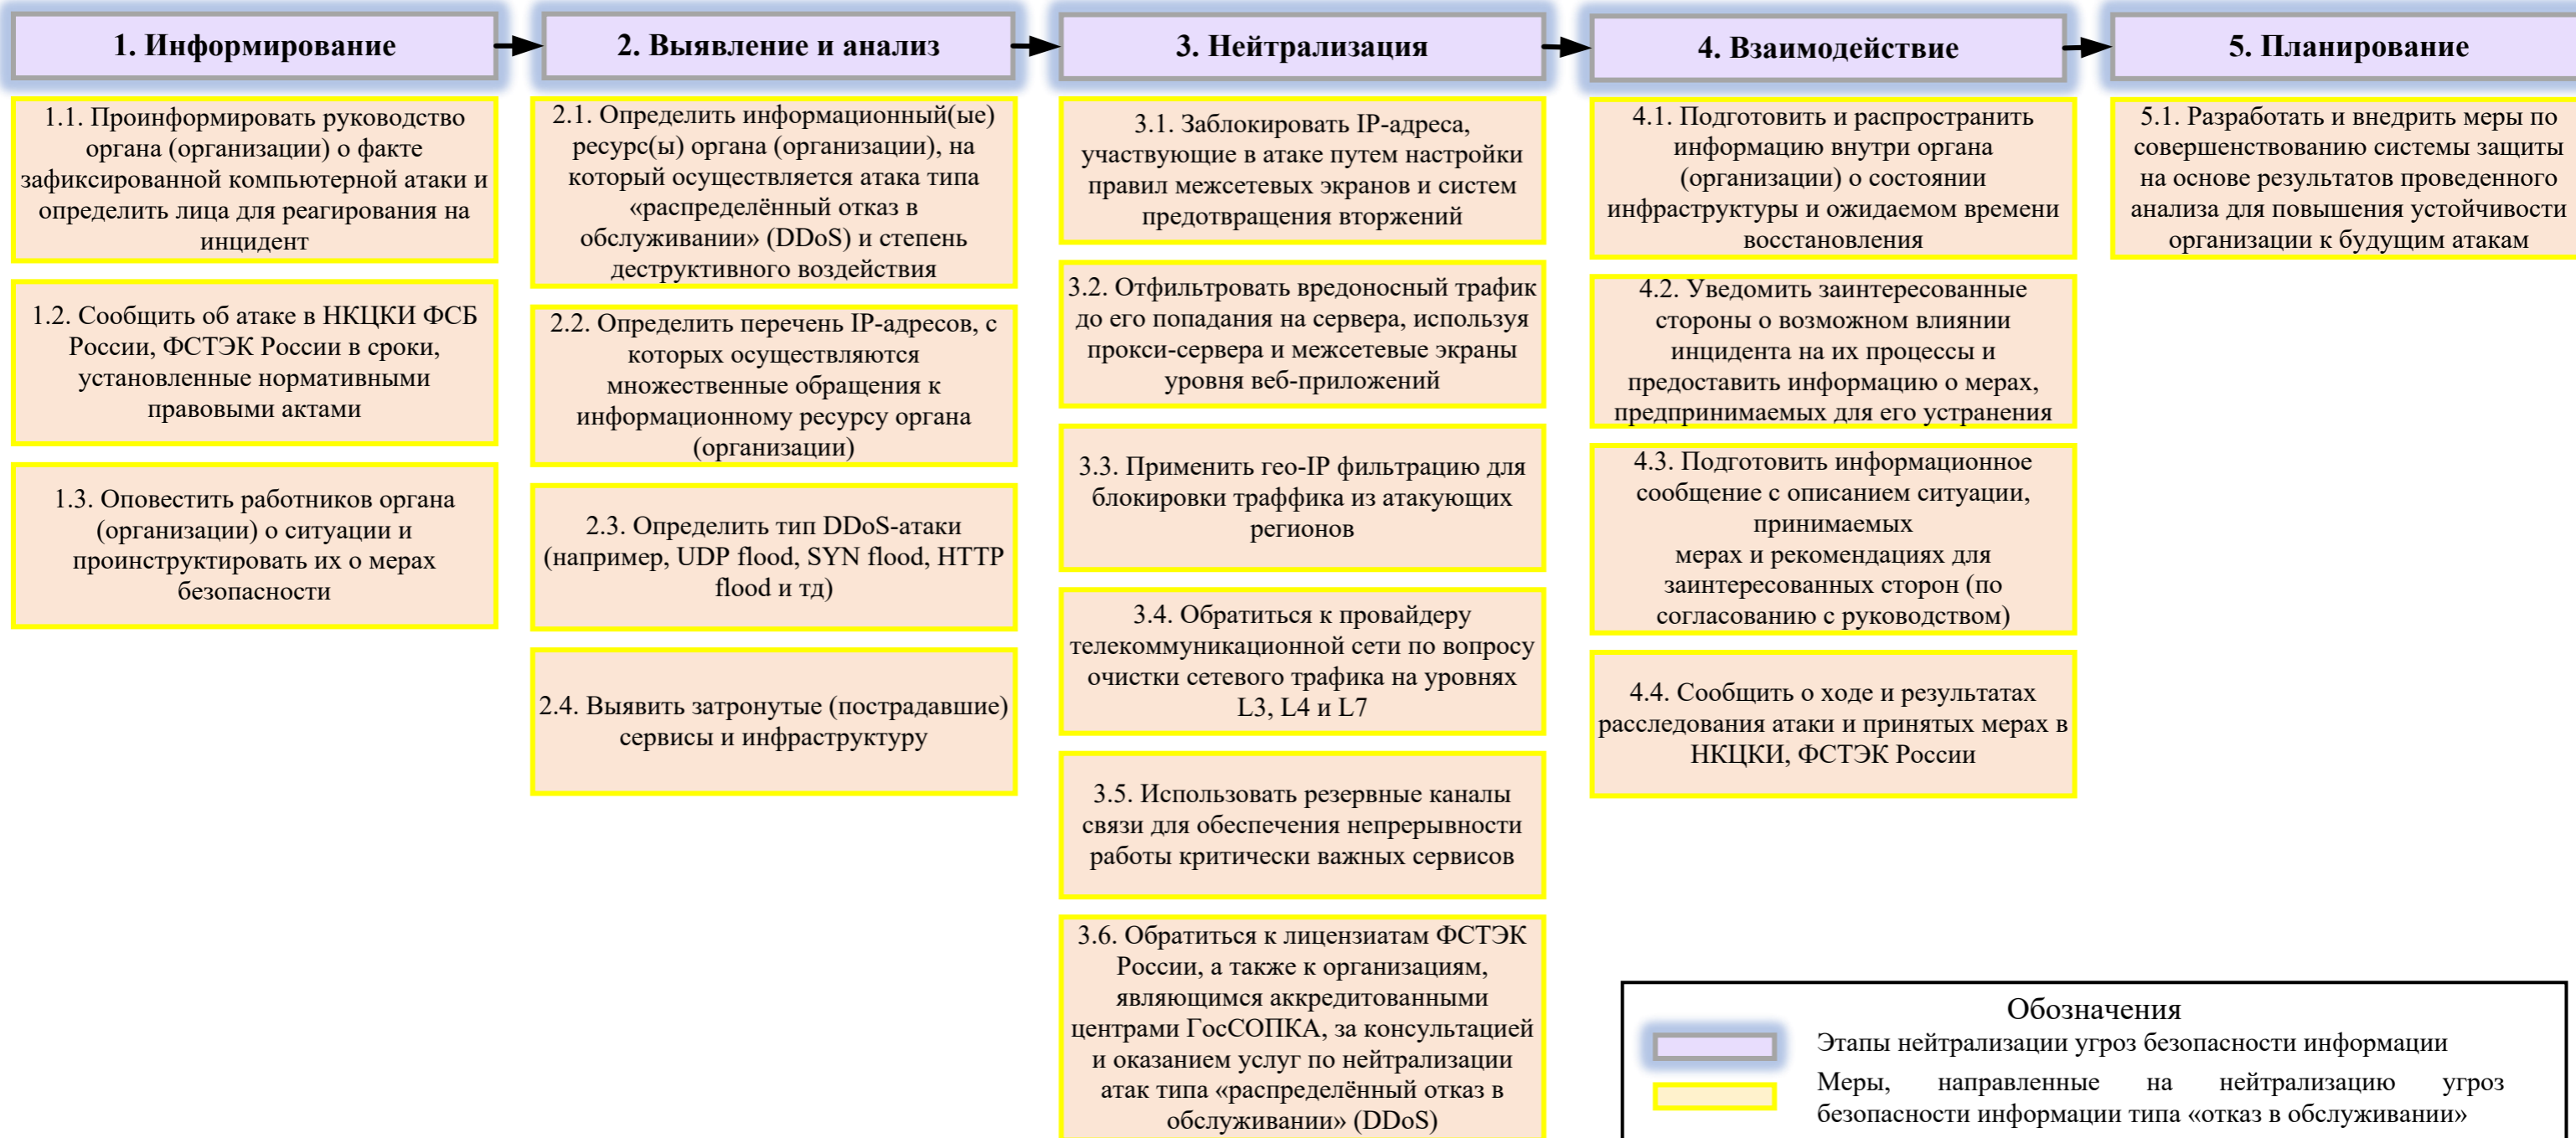 1. Информирование
1.1. Проинформировать руководство
органа (организации) о факте
зафиксированной компьютерной атаки и
определить лица для реагирования на
инцидент
1.2. Сообщить об атаке в НКЦКИ ФСБ
России, ФСТЭК России в сроки,
установленные нормативными
правовыми актами
1.3. Оповестить работников органа
(организации) о ситуации и
проинструктировать их о мерах
безопасности
2. Выявление и анализ
2.1. Определить информационный(ые)
ресурс(ы) органа (организации), на
который осуществляется атака типа
«распределённый отказ в
обслуживании» (DDoS) и степень
деструктивного воздействия
2.2. Определить перечень IP-адресов, с
которых осуществляются
множественные обращения к
информационному ресурсу органа
(организации)
2.3. Определить тип DDoS-атаки
(например, UDP flood, SYN flood, HTTP
flood и тд)
2.4. Выявить затронутые (пострадавшие)
сервисы и инфраструктуру
3. Нейтрализация
3.1. Заблокировать IP-адреса,
участвующие в атаке путем настройки
правил межсетевых экранов и систем
предотвращения вторжений
3.2. Отфильтровать вредоносный трафик
до его попадания на сервера, используя
прокси-сервера и межсетевые экраны
уровня веб-приложений
3.3. Применить гео-IP фильтрацию для
блокировки траффика из атакующих
регионов
3.4. Обратиться к провайдеру
телекоммуникационной сети по вопросу
очистки сетевого трафика на уровнях
L3, L4 и L7
3.5. Использовать резервные каналы
связи для обеспечения непрерывности
работы критически важных сервисов
3.6. Обратиться к лицензиатам ФСТЭК
России, а также к организациям,
являющимся аккредитованными
центрами ГосСОПКА, за консультацией
и оказанием услуг по нейтрализации
атак типа «распределённый отказ в
обслуживании» (DDoS)
4. Взаимодействие
4.1. Подготовить и распространить
информацию внутри органа
(организации) о состоянии
инфраструктуры и ожидаемом времени
восстановления
4.2. Уведомить заинтересованные
стороны о возможном влиянии
инцидента на их процессы и
предоставить информацию о мерах,
предпринимаемых для его устранения
4.3. Подготовить информационное
сообщение с описанием ситуации,
принимаемых
мерах и рекомендациях для
заинтересованных сторон (по
согласованию с руководством)
4.4. Сообщить о ходе и результатах
расследования атаки и принятых мерах в
НКЦКИ, ФСТЭК России
5. Планирование
5.1. Разработать и внедрить меры по
совершенствованию системы защиты
на основе результатов проведенного
анализа для повышения устойчивости
организации к будущим атакам
Обозначения
Этапы нейтрализации угроз безопасности информации
Меры, направленные на нейтрализацию угроз
безопасности информации типа «отказ в обслуживании»